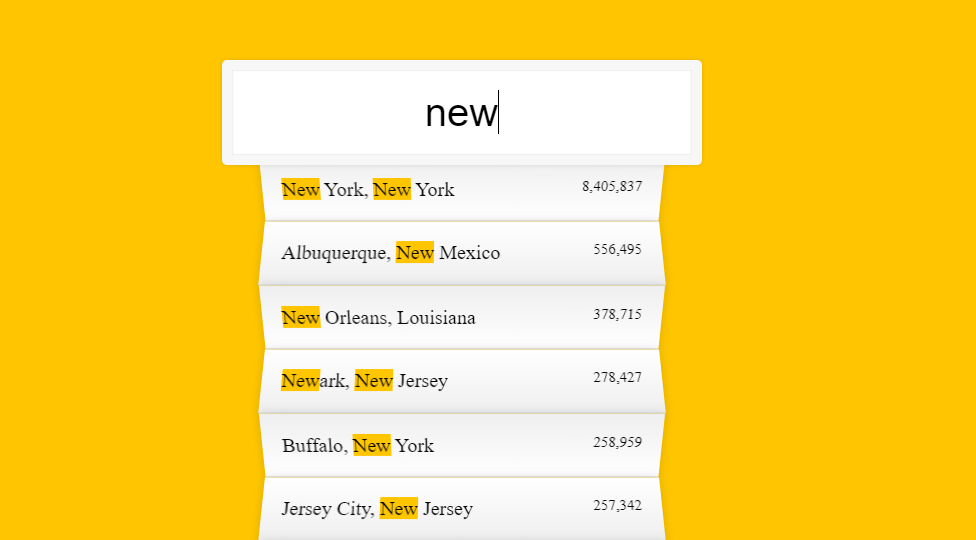 new
New York, New York 8,405,837
Albuquerque, New Mexico 556,495
New Orleans, Louisiana 378,715
Newark, New Jersey 278,427
Buffalo, New York 258,959
Jersey City, New Jersey 257,342